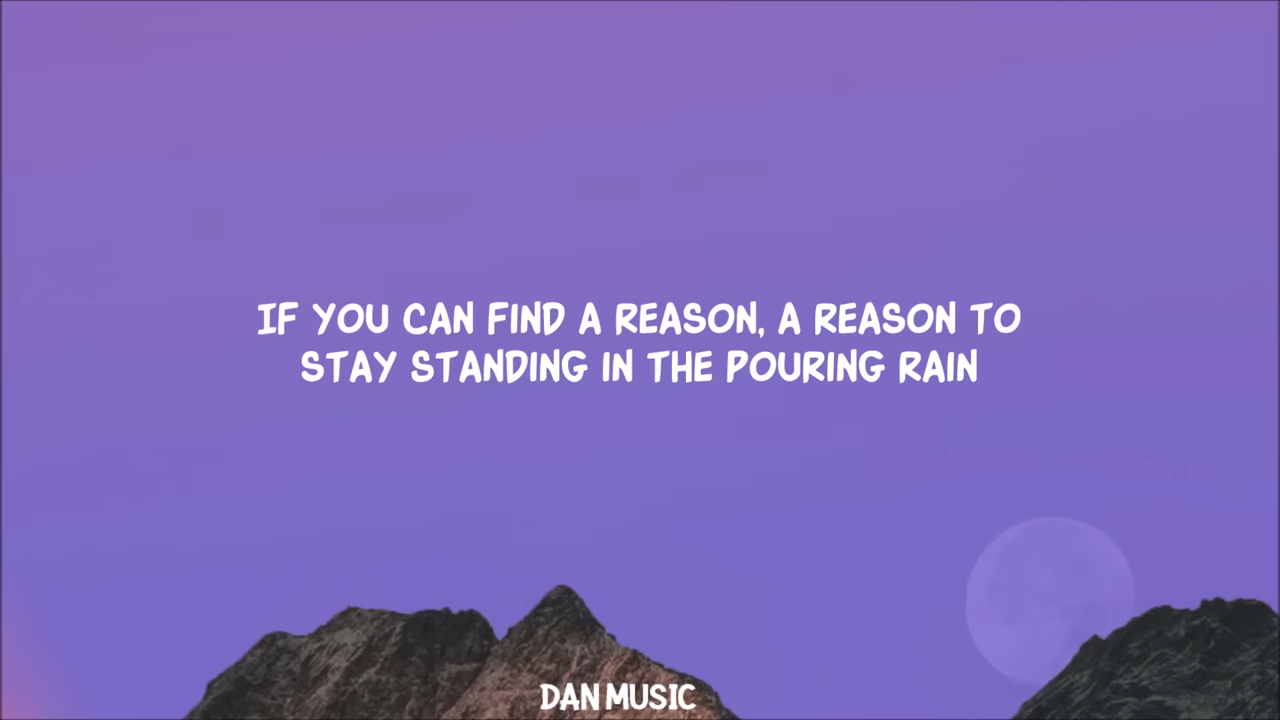 IF YOU CAN FIND A REASON, A REASON TO
STAY STANDING IN THE POURING RAIN
DAN MUSIC